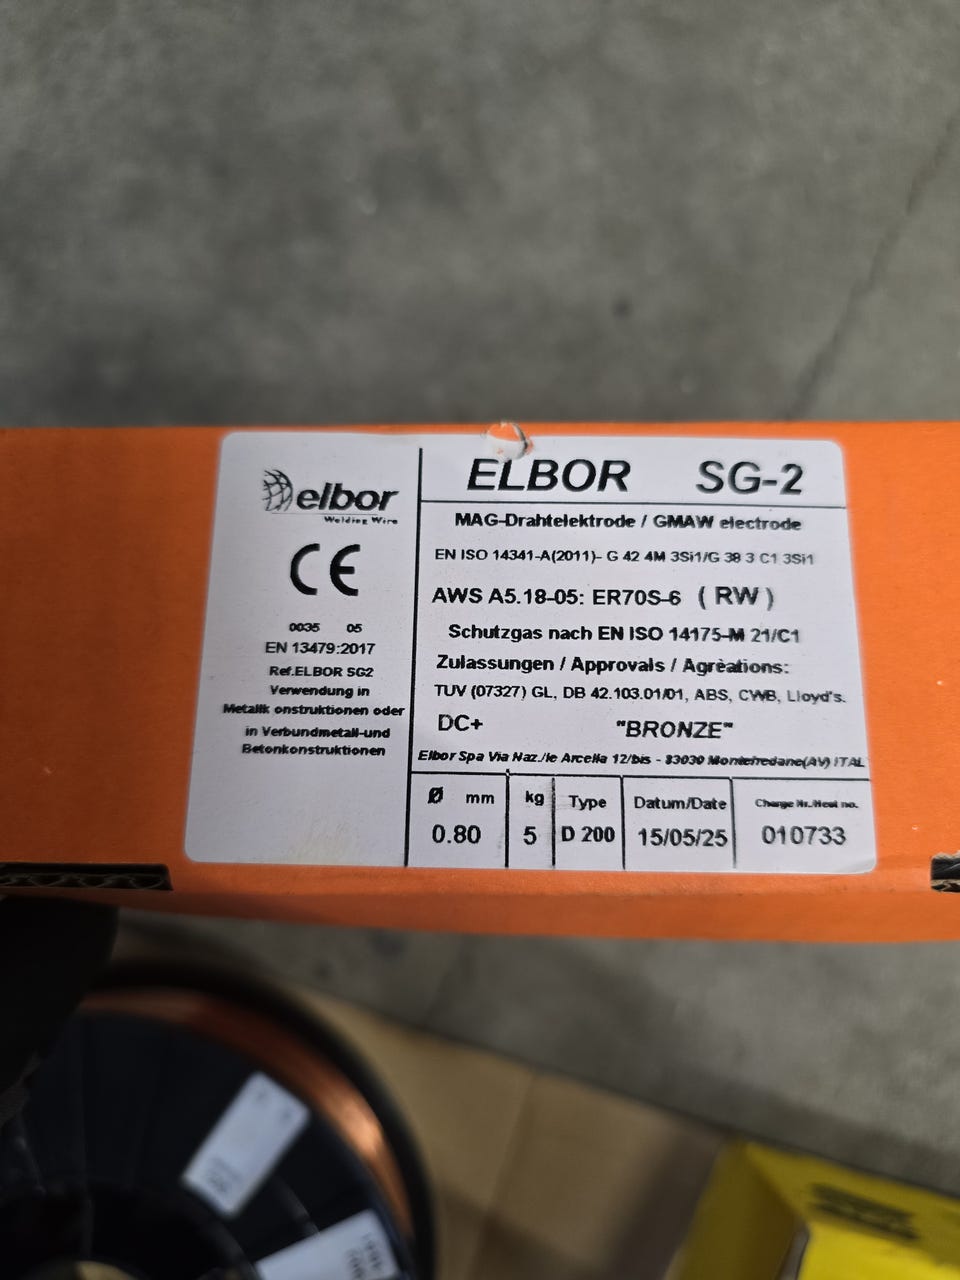 elbor
Welding Wire
CE
0035 05
EN 13479:2017
Ref.ELBOR SG2
Verwendung in
Metallk onstruktionen oder
in Verbundmetall-und
Betonkonstruktionen
ELBOR SG-2
MAG-Drahtelektrode / GMAW electrode
EN ISO 14341-A(2011)- G 42 4M 3Si1/G 38 3 C1 3Si1
AWS A5.18-05: ER70S-6 ( RW )
Schutzgas nach EN ISO 14175-M 21/C1
Zulassungen / Approvals / Agrèations:
TUV (07327) GL, DB 42.103.01/01, ABS, CWB, Lloyd's.
DC+ "BRONZE"
Elbor Spa Via Naz./le Arcella 12/bis - 83030 Montefredane(AV) ITAL
Ø mm kg Type Datum/Date Charge Nr./Heat no.
0.80 5 D 200 15/05/25 010733